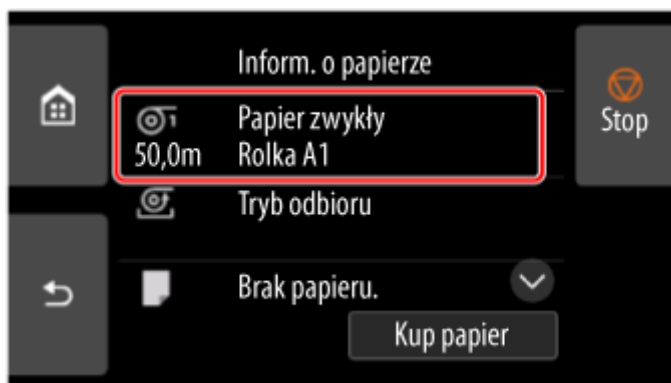 Inform. o papierze
Papier zwykły
50,0m Rolka A1
Tryb odbioru
Brak papieru.
Kup papier
Stop